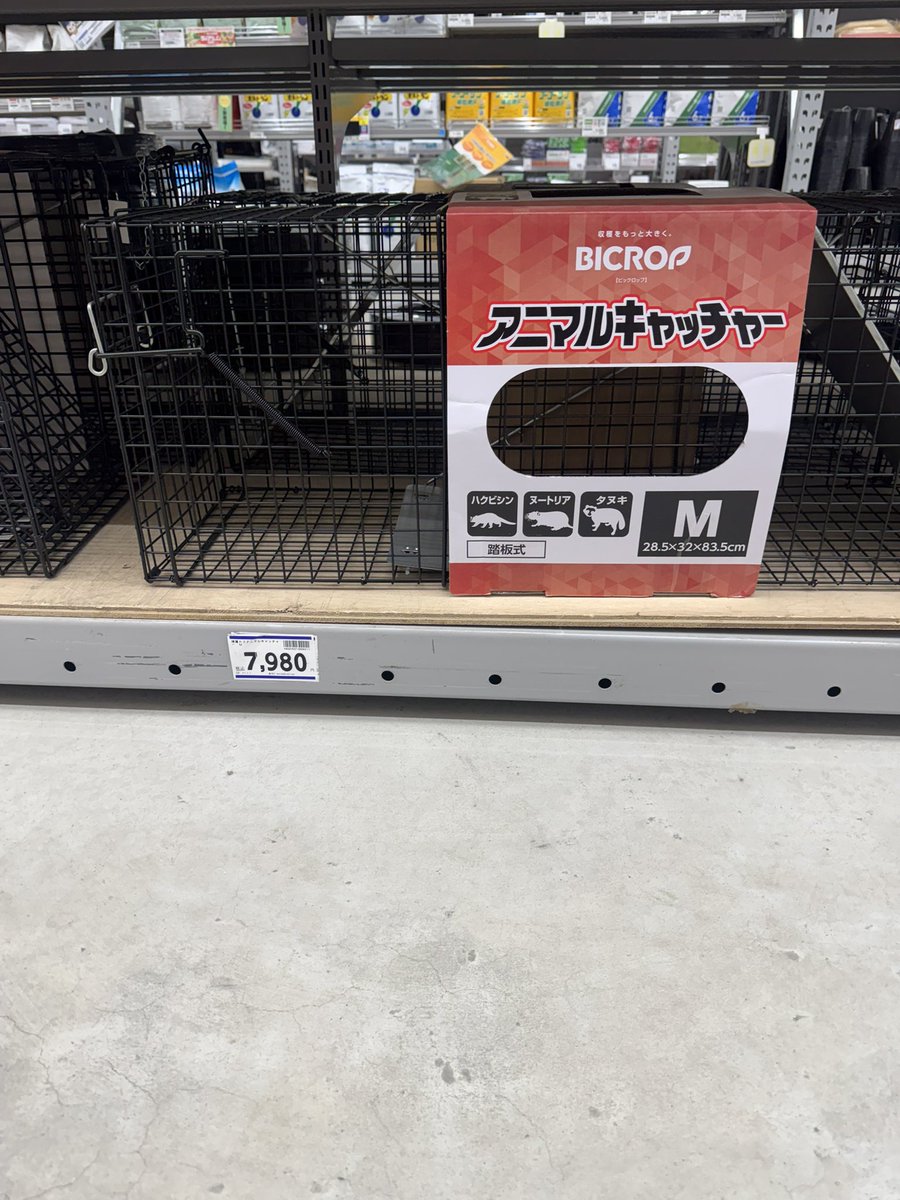 収穫をもっと大きく。
BICROP
[ビックロップ]
アニマルキャッチャー
ハクビシン
ヌートリア
タヌキ
踏板式
M
28.5×32×83.5cm
7,980